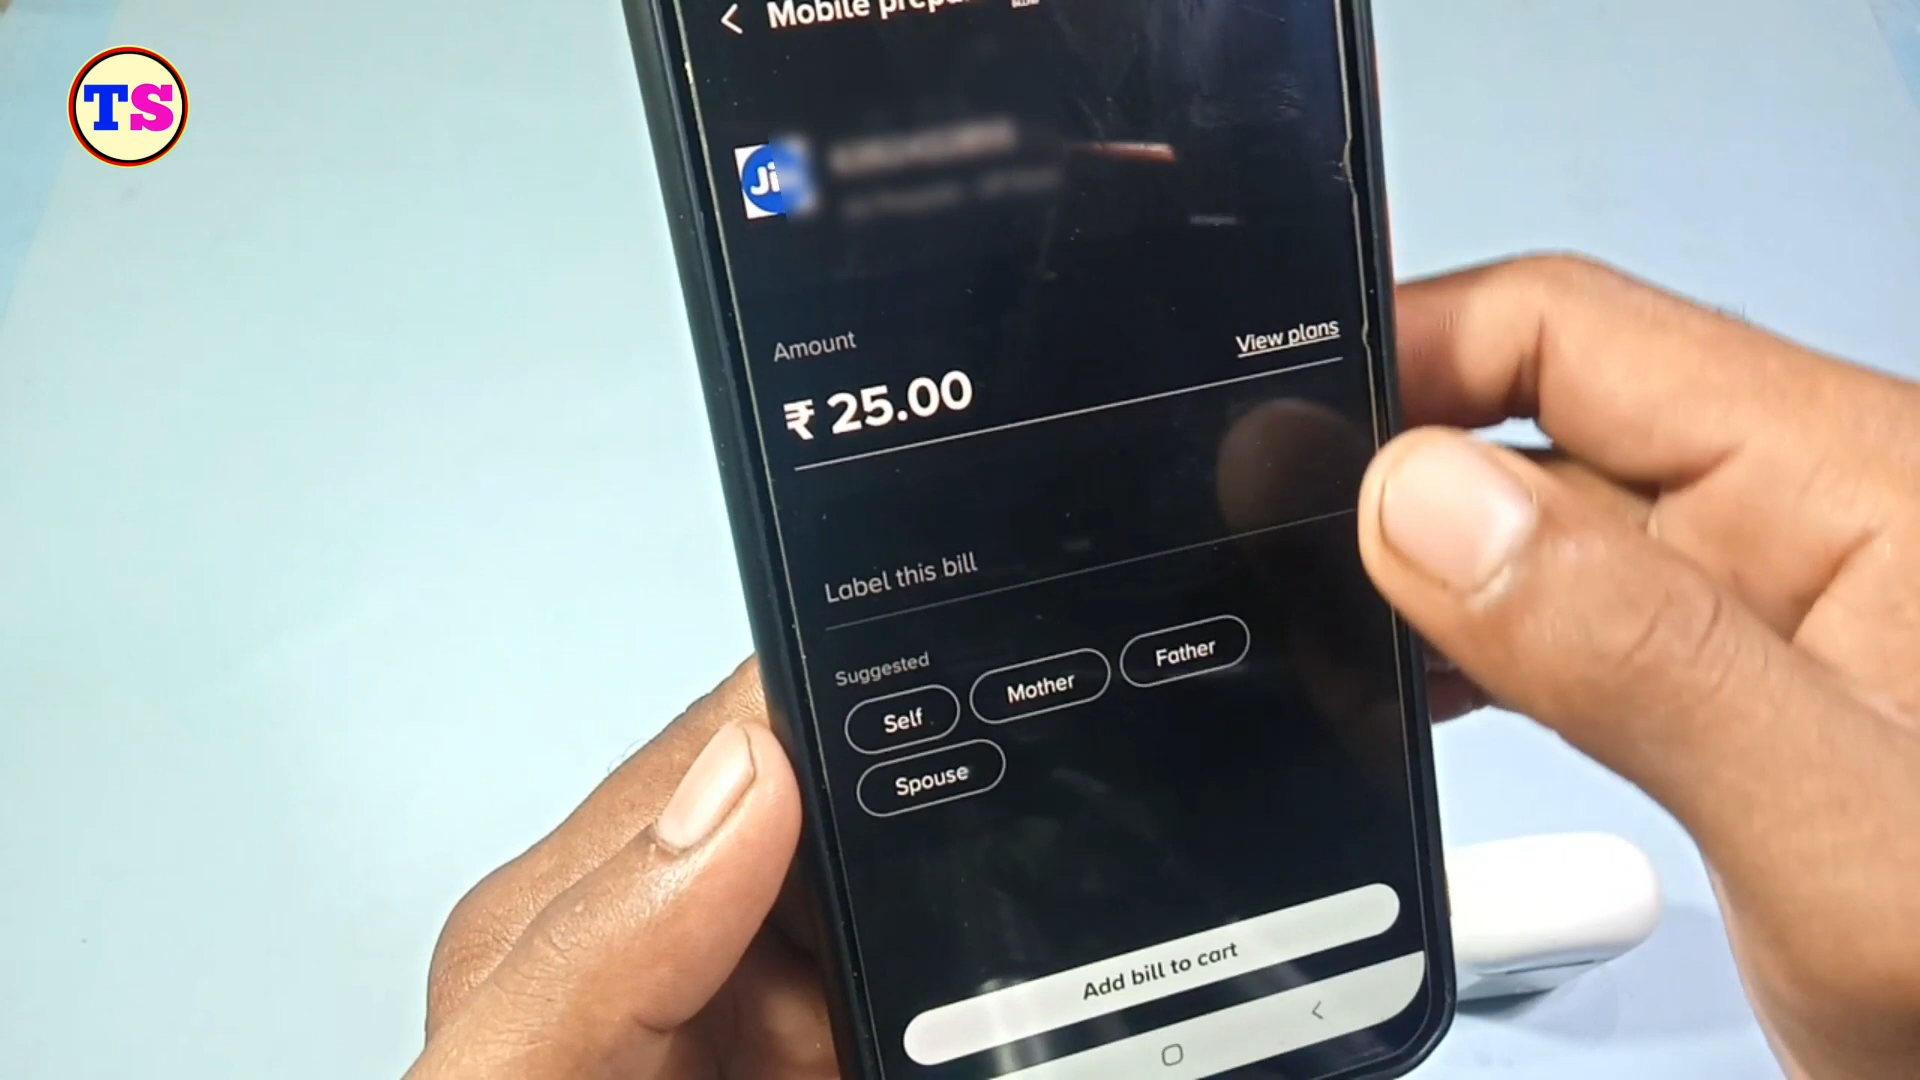 TS
Mobile prepa
Ji
Amount
View plans
₹ 25.00
Label this bill
Suggested
Self
Mother
Father
Spouse
Add bill to cart